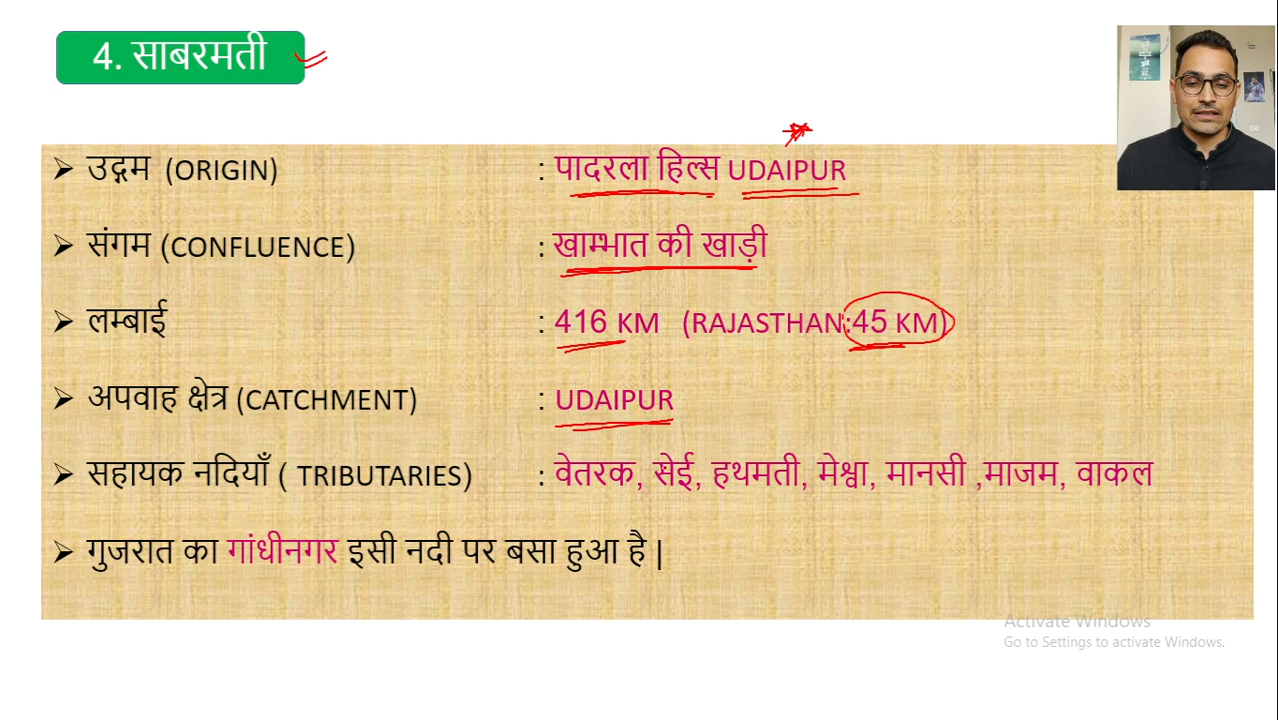 4. साबरमती
➢ उद्गम (ORIGIN) : पादरला हिल्स UDAIPUR
➢ संगम (CONFLUENCE) : खाम्भात की खाड़ी
➢ लम्बाई : 416 KM (RAJASTHAN:45 KM)
➢ अपवाह क्षेत्र (CATCHMENT) : UDAIPUR
➢ सहायक नदियाँ ( TRIBUTARIES) : वेतरक, सेई, हथमती, मेश्वा, मानसी ,माजम, वाकल
➢ गुजरात का गांधीनगर इसी नदी पर बसा हुआ है |
Activate Windows
Go to Settings to activate Windows.